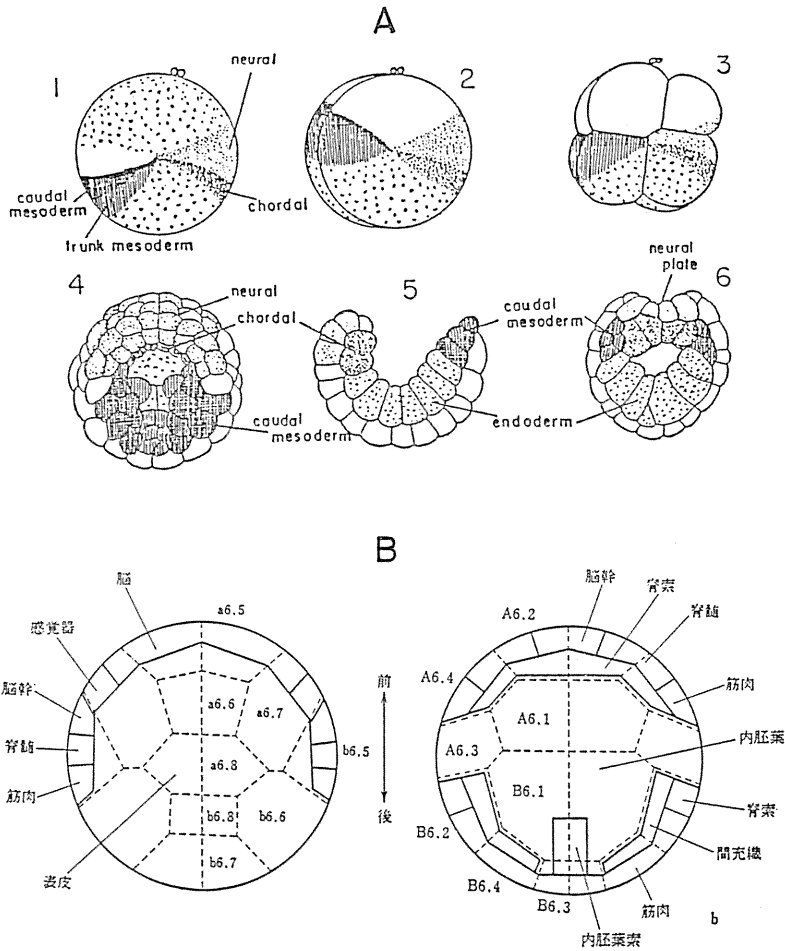 A
1
neural
2
3
caudal
mesoderm
trunk mesoderm
chordal
4
neural
chordal
caudal
mesoderm
5
caudal
mesoderm
endoderm
neural
plate
6
B
脳
a6.5
感覚器
脳幹
脊髄
筋肉
表皮
a6.6
a6.7
a6.8
b6.5
b6.8
b6.6
b6.7
前
後
A6.2
脳幹
脊索
脊髄
A6.4
筋肉
A6.1
A6.3
内胚葉
B6.1
B6.2
脊索
間充織
B6.4
筋肉
B6.3
内胚葉索
b